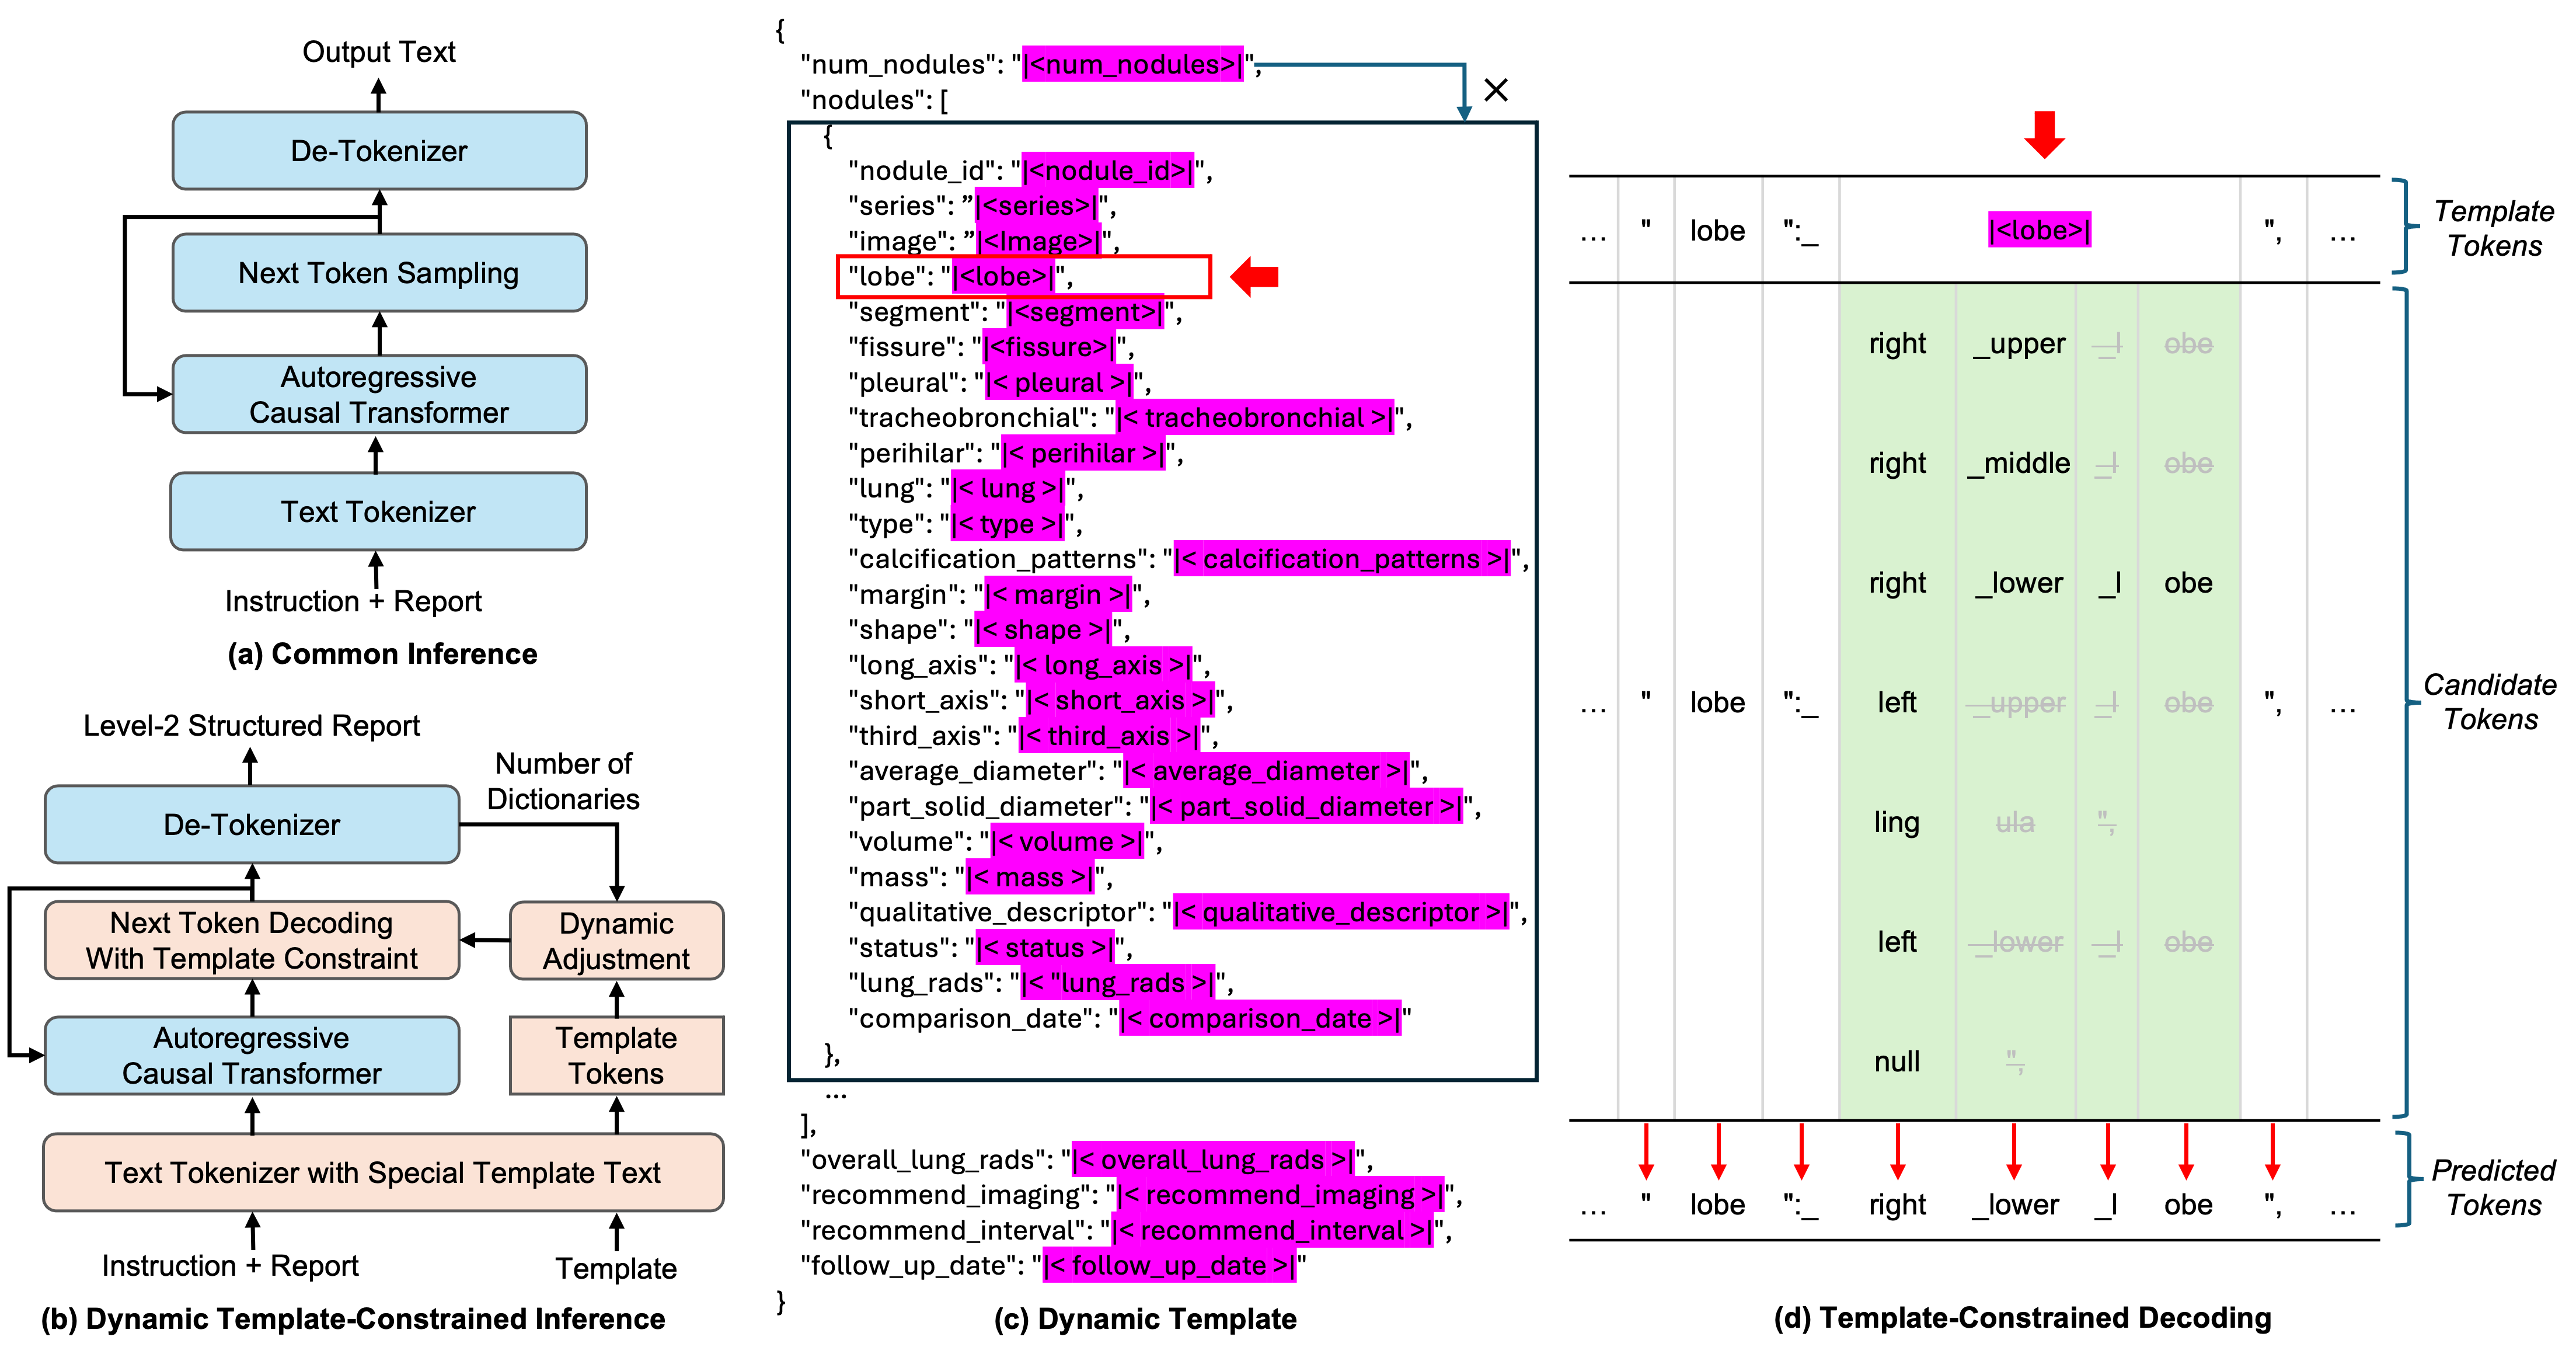 Output Text
De-Tokenizer
Next Token Sampling
Autoregressive
Causal Transformer
Text Tokenizer
Instruction + Report
(a) Common Inference
Level-2 Structured Report
Number of
Dictionaries
De-Tokenizer
Next Token Decoding
With Template Constraint
Dynamic
Adjustment
Autoregressive
Causal Transformer
Template
Tokens
Text Tokenizer with Special Template Text
Instruction + Report
Template
(b) Dynamic Template-Constrained Inference
{
"num_nodules": "|<num_nodules>|",
×
"nodules": [
{
"nodule_id": "|<nodule_id>|",
"series": ”|<series>|",
"image": ”|<Image>|",
"lobe": "|<lobe>|",
"segment": "|<segment>|",
"fissure": "|<fissure>|",
"pleural": "|< pleural >|",
"tracheobronchial": "|< tracheobronchial >|",
"perihilar": "|< perihilar >|",
"lung": "|< lung >|",
"type": "|< type >|",
"calcification_patterns": "|< calcification_patterns >|",
"margin": "|< margin >|",
"shape": "|< shape >|",
"long_axis": "|< long_axis >|",
"short_axis": "|< short_axis >|",
"third_axis": "|< third_axis >|",
"average_diameter": "|< average_diameter >|",
"part_solid_diameter": "|< part_solid_diameter >|",
"volume": "|< volume >|",
"mass": "|< mass >|",
"qualitative_descriptor": "|< qualitative_descriptor >|",
"status": "|< status >|",
"lung_rads": "|< "lung_rads >|",
"comparison_date": "|< comparison_date >|"
},
...
],
"overall_lung_rads": "|< overall_lung_rads >|",
"recommend_imaging": "|< recommend_imaging >|",
"recommend_interval": "|< recommend_interval >|",
"follow_up_date": "|< follow_up_date >|"
}
(c) Dynamic Template
... " lobe ":_ |<lobe>| ", ...
Template
Tokens
right _upper _l obe
right _middle _l obe
right _lower _l obe
... " lobe ":_ left _upper _l obe ", ...
ling ula ",
left _lower _l obe
null ",
Candidate
Tokens
... " lobe ":_ right _lower _l obe ", ...
Predicted
Tokens
(d) Template-Constrained Decoding